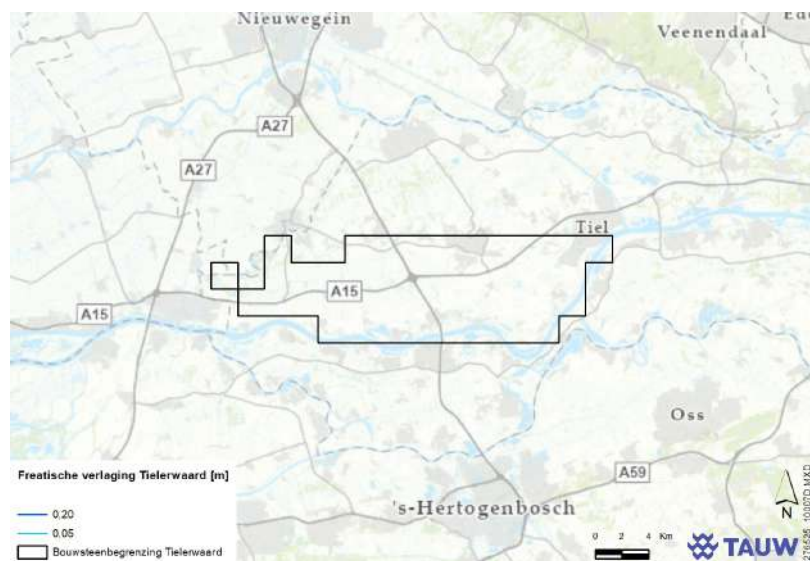 Nieuwegein
Ede
Veenendaal
A27
A27
Tiel
A15
A15
Oss
A59
's-Hertogenbosch
Freatische verlaging Tielerwaard [m]
0,20
0,05
Bouwsteenbegrenzing Tielerwaard
0 2 4 Km
N
TAUW